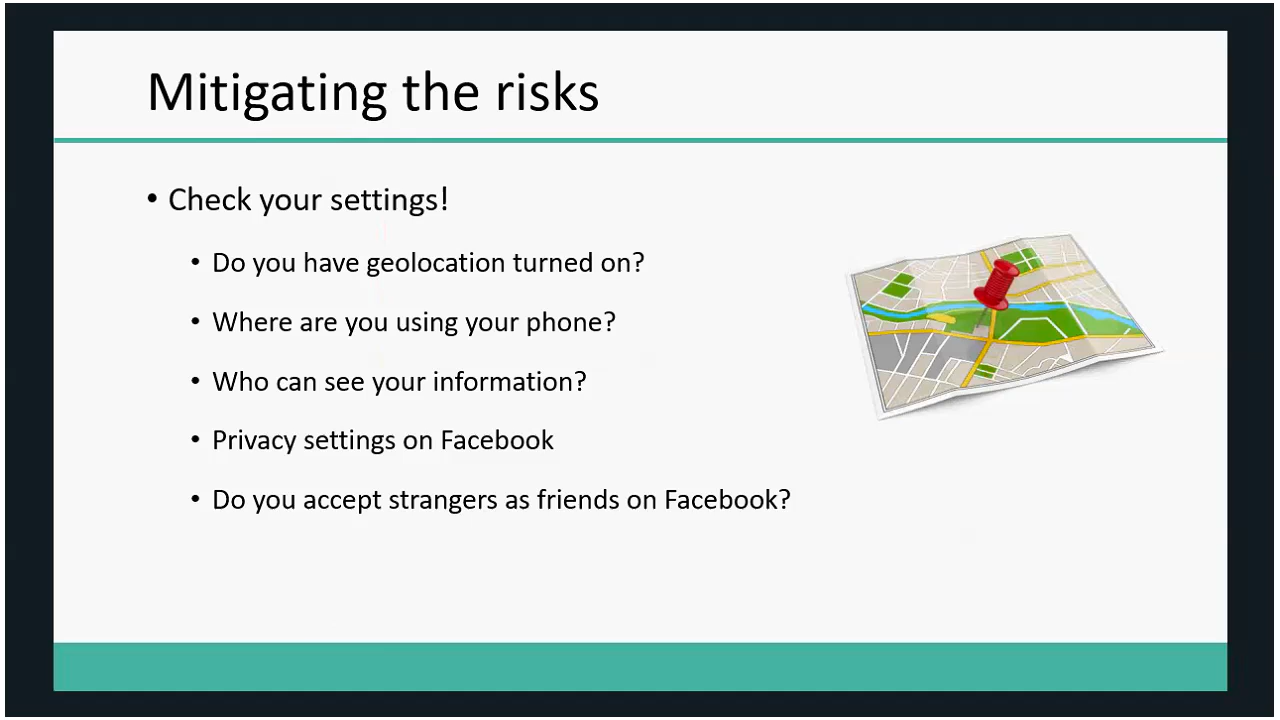 Mitigating the risks
• Check your settings!
• Do you have geolocation turned on?
• Where are you using your phone?
• Who can see your information?
• Privacy settings on Facebook
• Do you accept strangers as friends on Facebook?